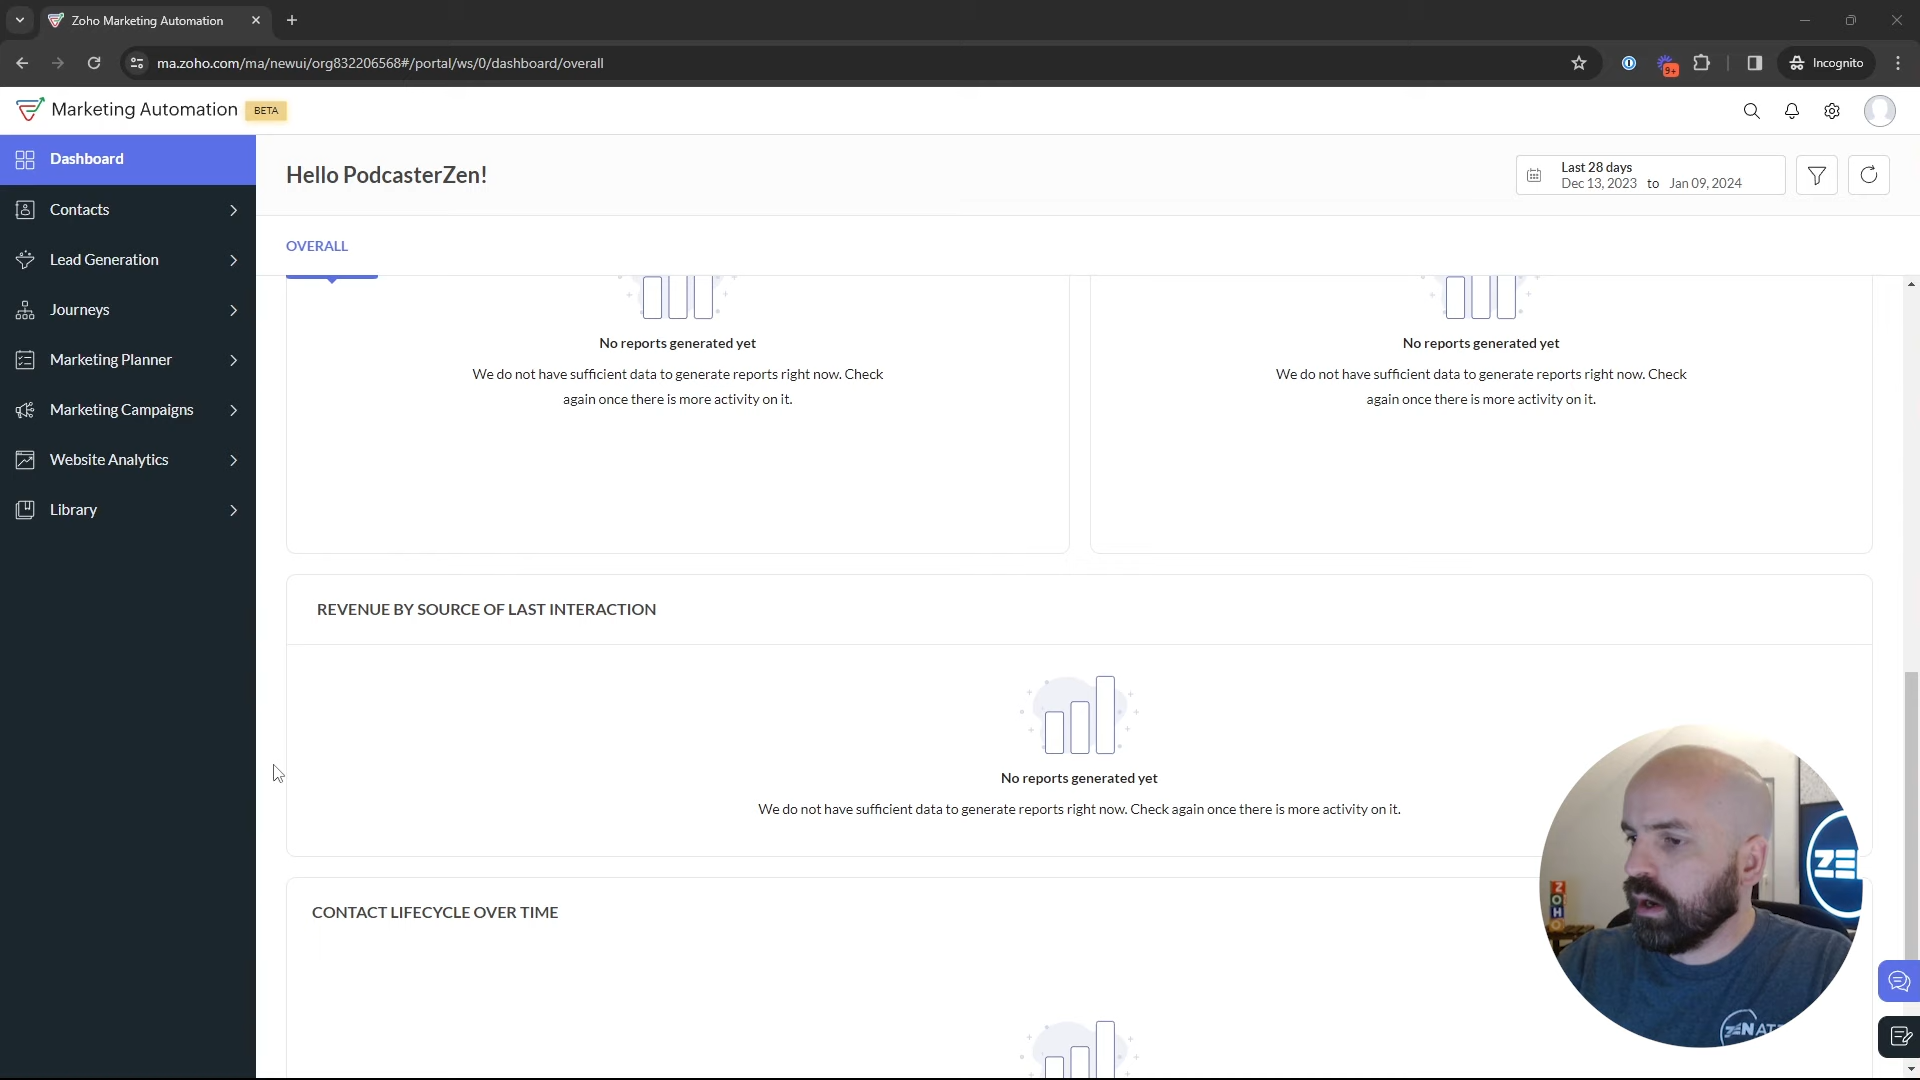 Zoho Marketing Automation
ma.zoho.com/ma/newui/org832206568#/portal/ws/0/dashboard/overall
9+
Incognito
Marketing Automation BETA
Dashboard
Contacts
Lead Generation
Journeys
Marketing Planner
Marketing Campaigns
Website Analytics
Library
Hello PodcasterZen!
Last 28 days
Dec 13, 2023 to Jan 09, 2024
OVERALL
No reports generated yet
We do not have sufficient data to generate reports right now. Check
again once there is more activity on it.
No reports generated yet
We do not have sufficient data to generate reports right now. Check
again once there is more activity on it.
REVENUE BY SOURCE OF LAST INTERACTION
No reports generated yet
We do not have sufficient data to generate reports right now. Check again once there is more activity on it.
CONTACT LIFECYCLE OVER TIME
ZOHO